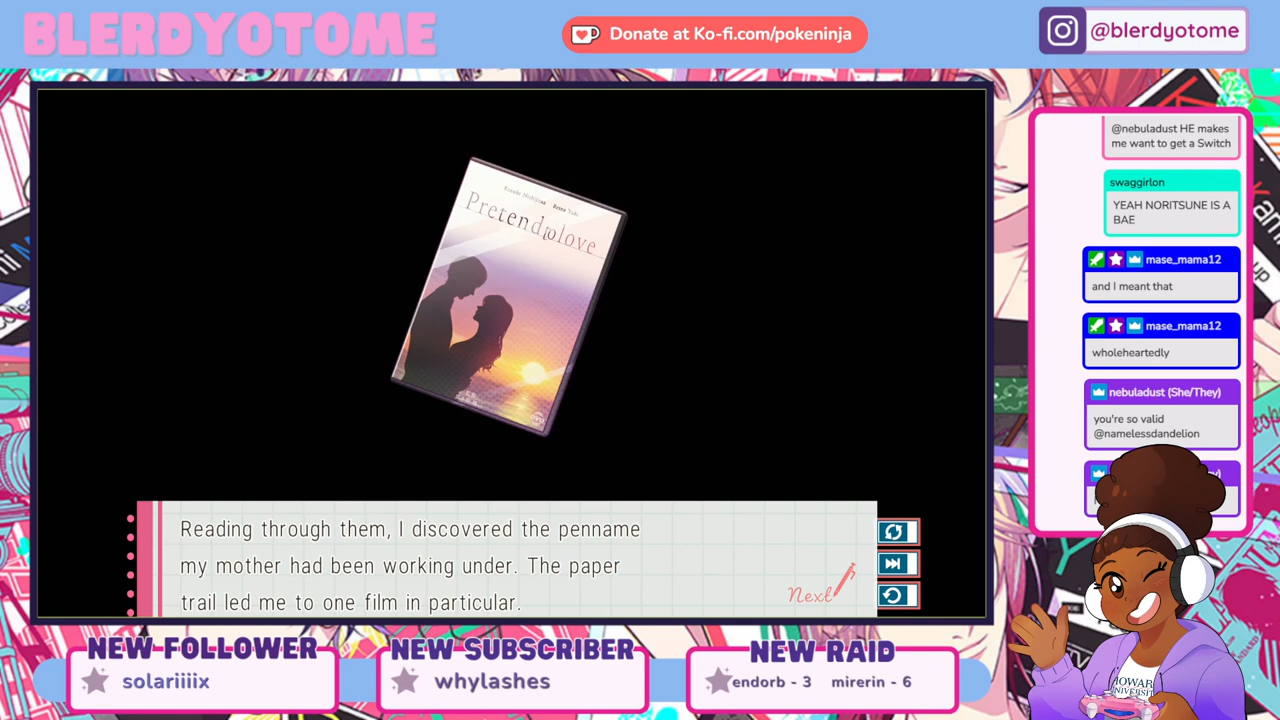 BLERDYOTOME
Donate at Ko-fi.com/pokeninja
@blerdyotome
Pretend love
Reading through them, I discovered the penname
my mother had been working under. The paper
trail led me to one film in particular.
Next
@nebuladust HE makes
me want to get a Switch
swaggirlon
YEAH NORITSUNE IS A
BAE
mase_mama12
and I meant that
mase_mama12
wholeheartedly
nebuladust (She/They)
you're so valid
@namelessdandelion
NEW FOLLOWER
solariiiix
NEW SUBSCRIBER
whylashes
NEW RAID
endorb - 3 mirerin - 6